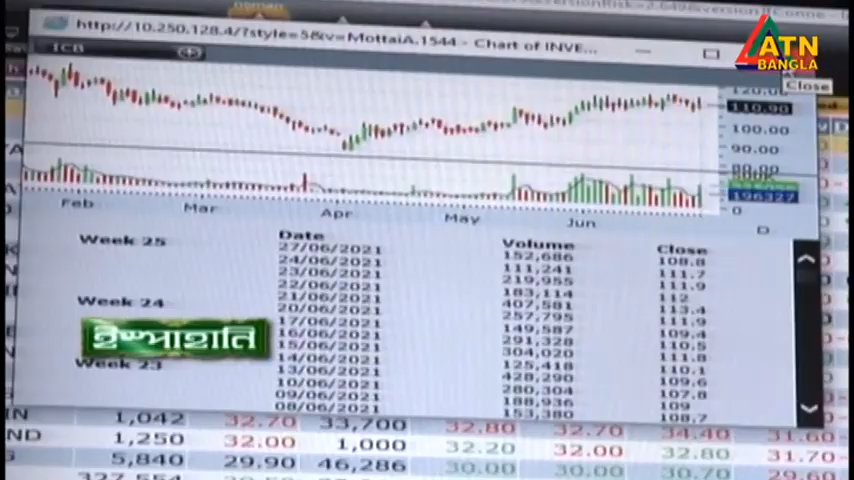 http://10.250.128.4/?style=5&v=MottaiA.1544 - Chart of INVE...
ATN
BANGLA
Close
ICB
110.90
100.00
90.00
80.00
196327
0
Feb Mar Apr May Jun D
Date Volume Close
Week 25
27/06/2021 152,686 108.8
24/06/2021 111,241 111.7
23/06/2021 219,955 111.9
22/06/2021 183,114 112
21/06/2021 407,581 113.4
Week 24
20/06/2021 257,795 111.9
17/06/2021 149,587 109.4
16/06/2021 291,328 110.5
15/06/2021 304,020 111.8
14/06/2021 125,418 110.1
Week 23
13/06/2021 428,290 109.6
10/06/2021 280,304 107.8
09/06/2021 188,936 109
08/06/2021 153,380 108.7
ইস্পাহানি
IN 1,042 32.70 33,700 32.80 32.70 34.40 31.60
ND 1,250 32.00 1,000 32.20 32.00 32.80 31.70
5,840 29.90 46,286 30.00 30.00 30.70 29.60
327,554